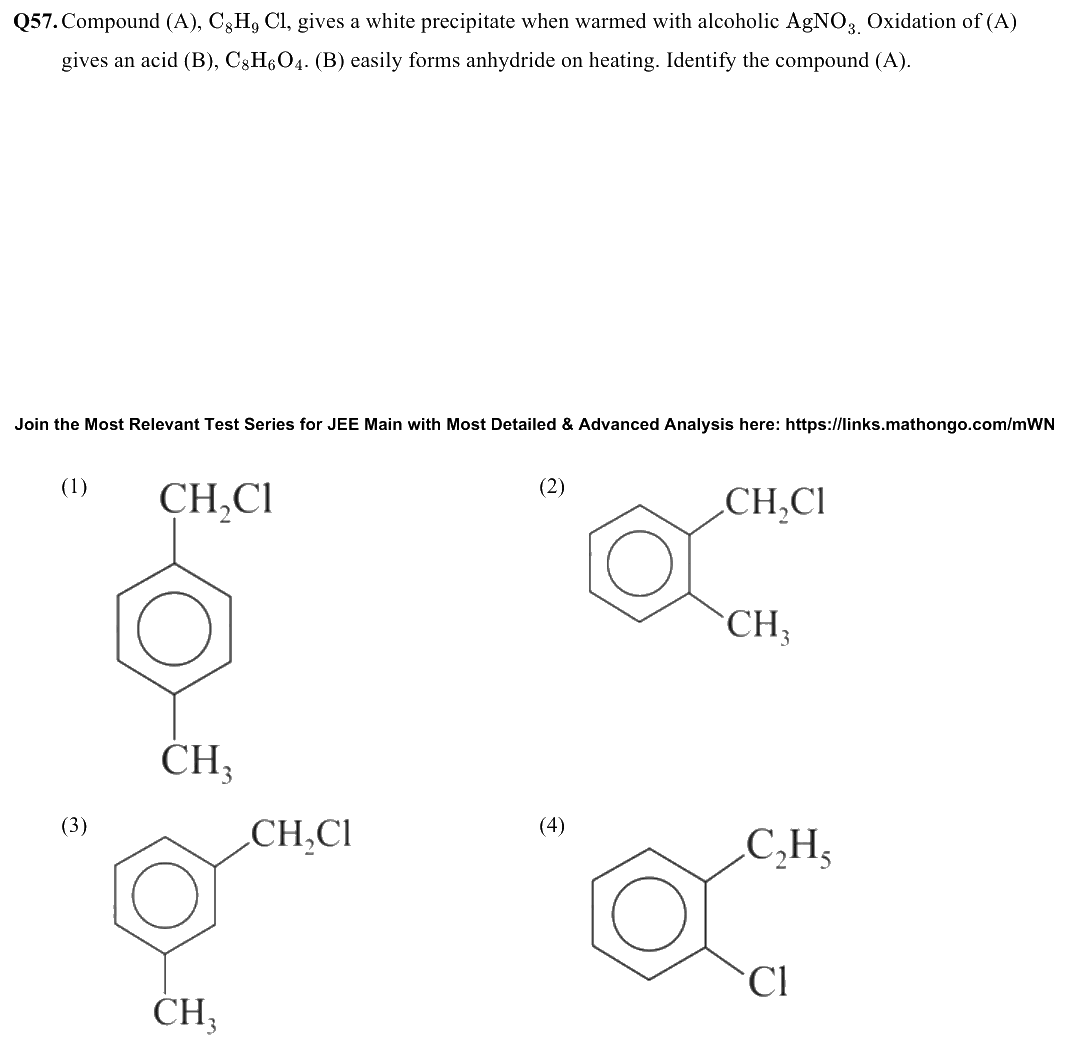 Q57. Compound (A), C₈H₉ Cl, gives a white precipitate when warmed with alcoholic AgNO₃. Oxidation of (A)
gives an acid (B), C₈H₆O₄. (B) easily forms anhydride on heating. Identify the compound (A).
Join the Most Relevant Test Series for JEE Main with Most Detailed & Advanced Analysis here: https://links.mathongo.com/mWN
(1) CH₂Cl
CH₃
(2) CH₂Cl
CH₃
(3) CH₂Cl
CH₃
(4) C₂H₅
Cl